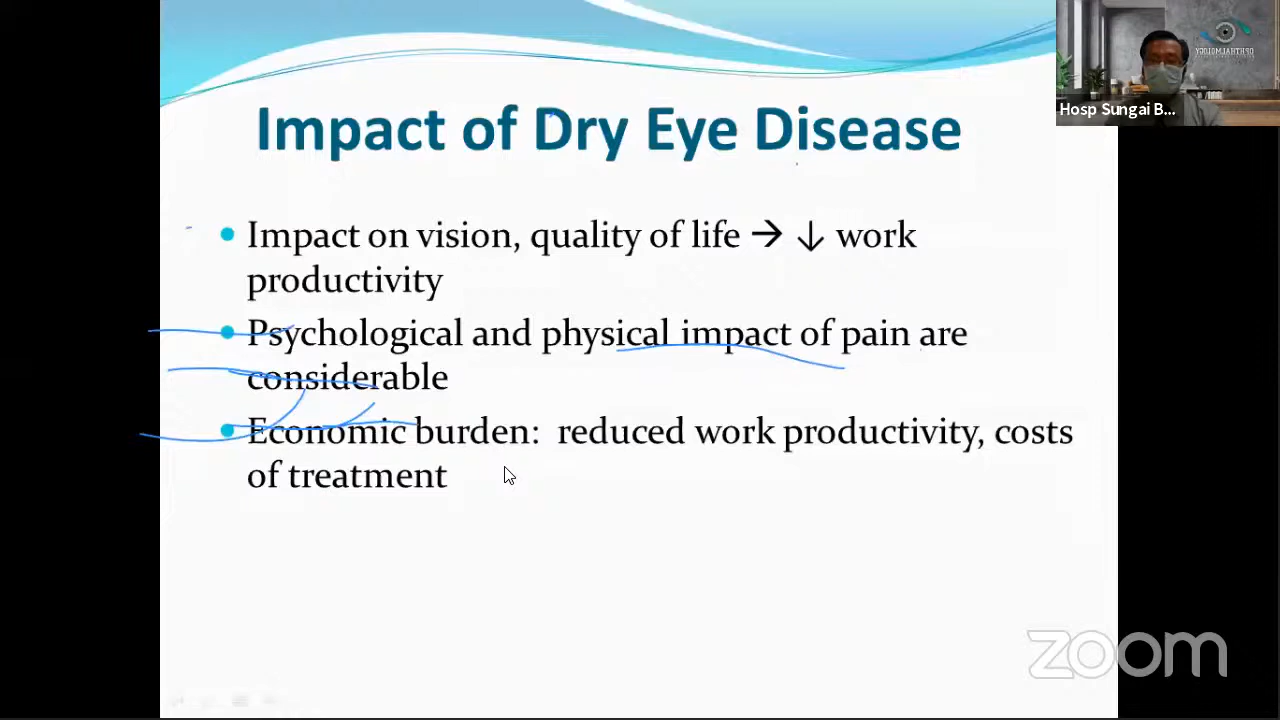 Impact of Dry Eye Disease
Impact on vision, quality of life → ↓ work
productivity
Psychological and physical impact of pain are
considerable
Economic burden: reduced work productivity, costs
of treatment
Hosp Sungai B...
OPHTHALMOLOGY
zoom